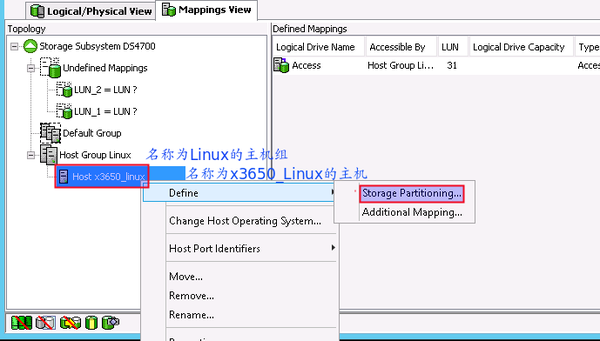 Logical/Physical View
Mappings View
Topology
Storage Subsystem DS4700
Undefined Mappings
LUN_2 = LUN ?
LUN_1 = LUN ?
Default Group
Host Group Linux
名称为Linux的主机组
Host x3650_linux
名称为x3650_Linux的主机
Define
Change Host Operating System...
Host Port Identifiers
Move...
Remove...
Rename...
Storage Partitioning...
Additional Mapping...
Defined Mappings
Logical Drive Name
Accessible By
LUN
Logical Drive Capacity
Type
Access
Host Group Li...
31
Acces